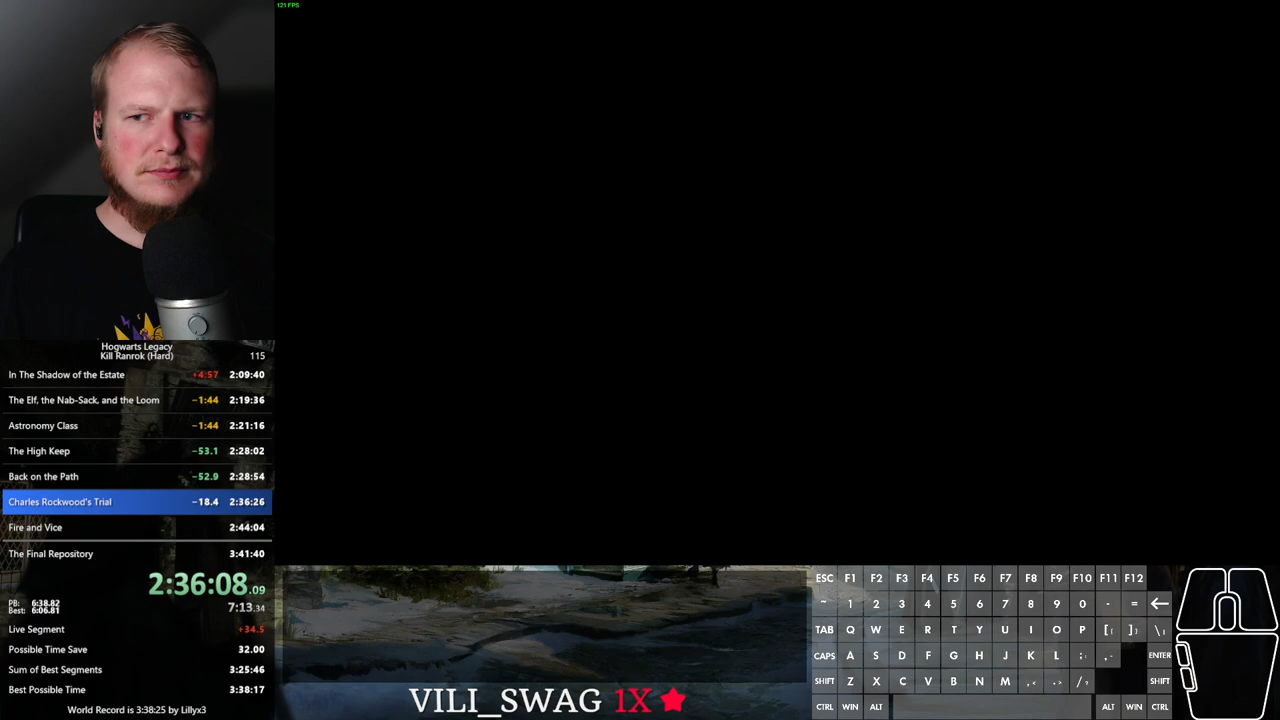 121 FPS
Hogwarts Legacy
Kill Ranrok (Hard) 115
In The Shadow of the Estate +4:57 2:09:40
The Elf, the Nab-Sack, and the Loom −1:44 2:19:36
Astronomy Class −1:44 2:21:16
The High Keep −53.1 2:28:02
Back on the Path −52.9 2:28:54
Charles Rockwood's Trial −18.4 2:36:26
Fire and Vice 2:44:04
The Final Repository 3:41:40
2:36:08.09
PB: 6:38.82
Best: 6:06.81
7:13.34
Live Segment +34.5
Possible Time Save 32.00
Sum of Best Segments 3:25:46
Best Possible Time 3:38:17
World Record is 3:38:25 by Lillyx3
VILI_SWAG 1X
ESC F1 F2 F3 F4 F5 F6 F7 F8 F9 F10 F11 F12
~ 1 2 3 4 5 6 7 8 9 0 - =
TAB Q W E R T Y U I O P [{ ]} \|
CAPS A S D F G H J K L ;: ,- ENTER
SHIFT Z X C V B N M ,< .> /? SHIFT
CTRL WIN ALT ALT WIN CTRL